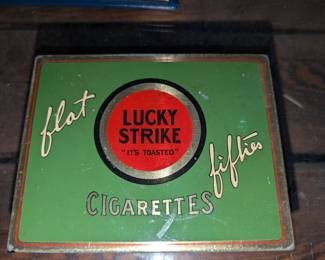 flat
LUCKY
STRIKE
"IT'S TOASTED"
fifties
CIGARETTES